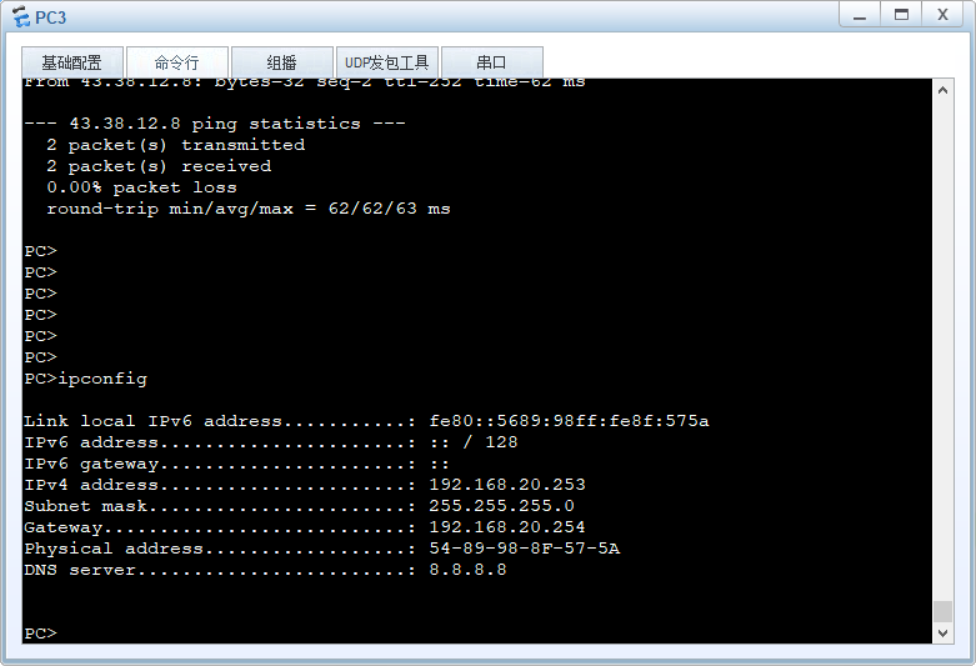 PC3
基础配置 命令行 组播 UDP发包工具 串口
From 43.38.12.8: bytes=32 seq=2 ttl=252 time=62 ms
--- 43.38.12.8 ping statistics ---
2 packet(s) transmitted
2 packet(s) received
0.00% packet loss
round-trip min/avg/max = 62/62/63 ms
PC>
PC>
PC>
PC>
PC>
PC>
PC>ipconfig
Link local IPv6 address...........: fe80::5689:98ff:fe8f:575a
IPv6 address......................: :: / 128
IPv6 gateway......................: ::
IPv4 address......................: 192.168.20.253
Subnet mask.......................: 255.255.255.0
Gateway...........................: 192.168.20.254
Physical address..................: 54-89-98-8F-57-5A
DNS server........................: 8.8.8.8
PC>